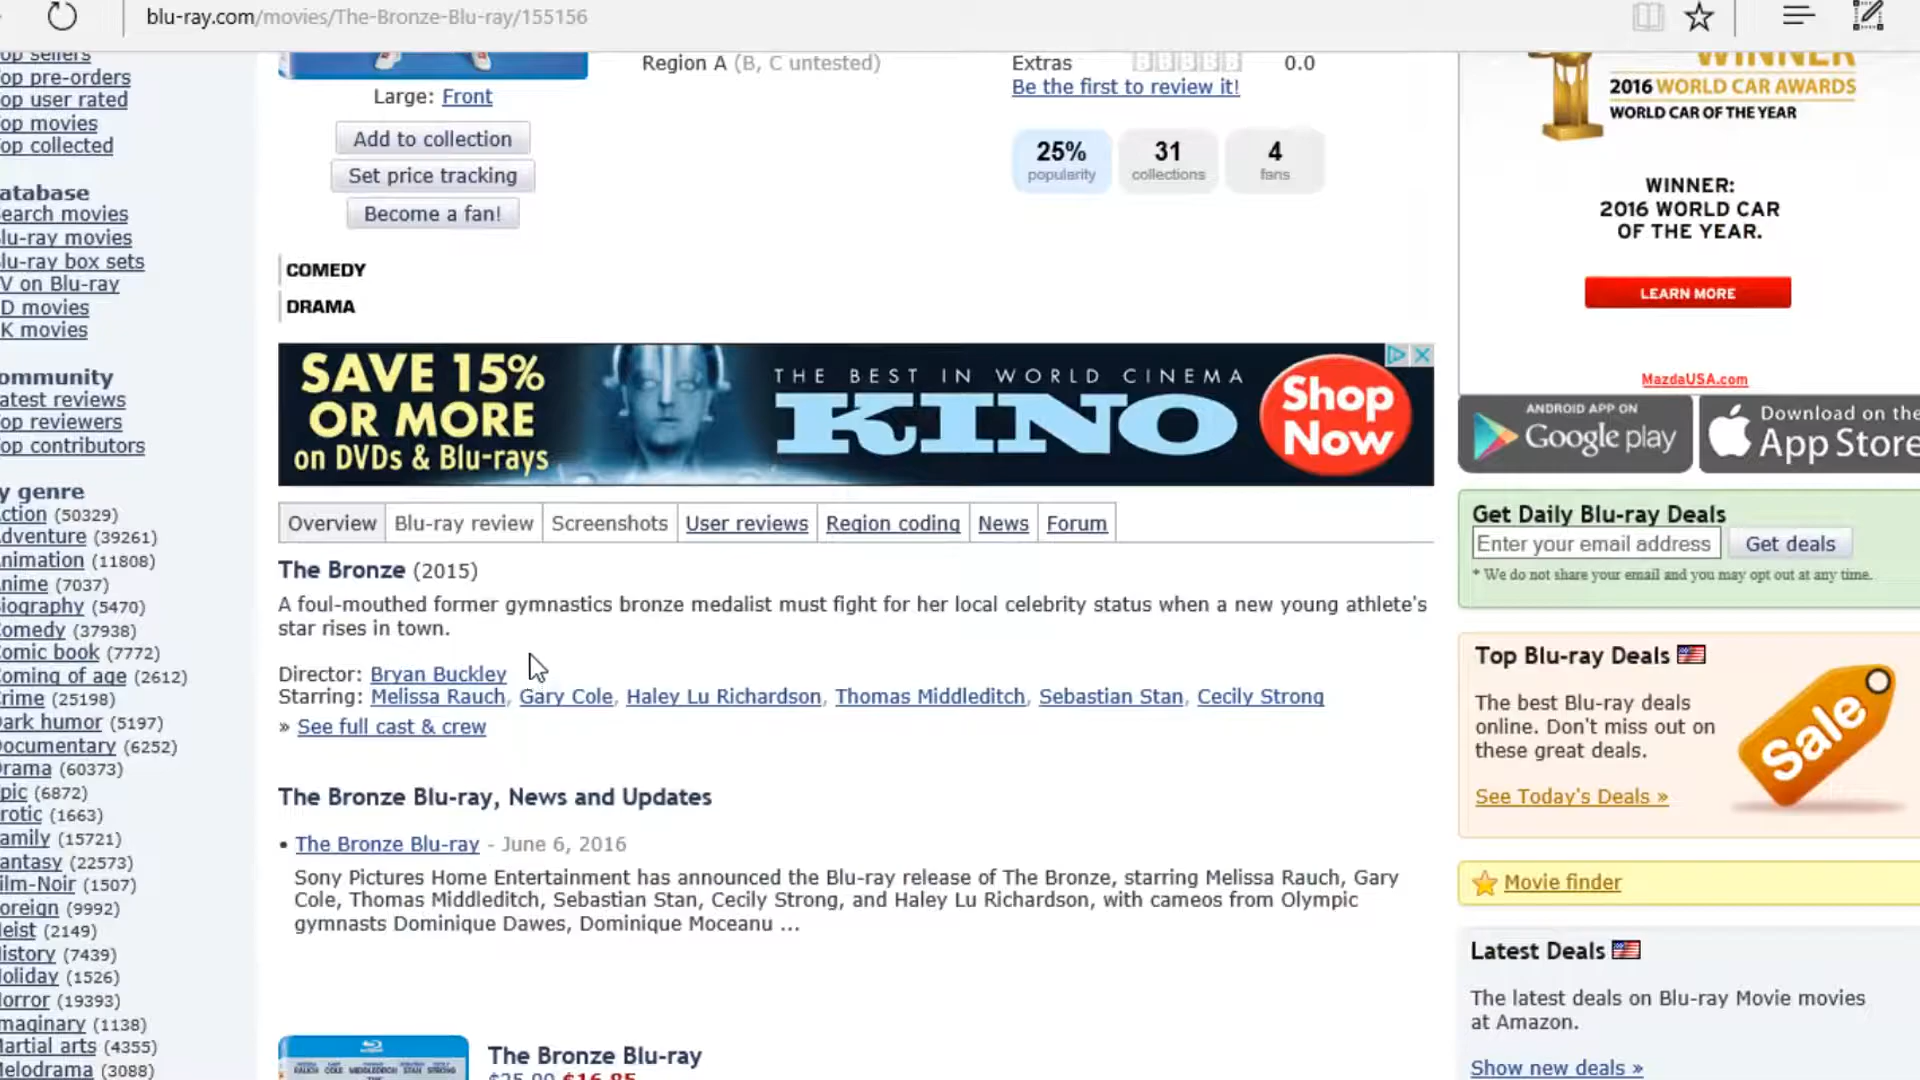 blu-ray.com/movies/The-Bronze-Blu-ray/155156
op sellers
op pre-orders
op user rated
op movies
op collected
atabase
earch movies
lu-ray movies
lu-ray box sets
V on Blu-ray
D movies
K movies
ommunity
atest reviews
op reviewers
op contributors
y genre
ction (50329)
dventure (39261)
nimation (11808)
nime (7037)
iography (5470)
omedy (37938)
omic book (7772)
oming of age (2612)
rime (25198)
ark humor (5197)
ocumentary (6252)
rama (60373)
pic (6872)
rotic (1663)
amily (15721)
antasy (22573)
ilm-Noir (1507)
oreign (9992)
eist (2149)
istory (7439)
oliday (1526)
orror (19393)
maginary (1138)
artial arts (4355)
elodrama (3088)
Large: Front
Add to collection
Set price tracking
Become a fan!
Region A (B, C untested)
Extras 0.0
Be the first to review it!
25% popularity
31 collections
4 fans
COMEDY
DRAMA
SAVE 15%
OR MORE
on DVDs & Blu-rays
THE BEST IN WORLD CINEMA
KINO
Shop
Now
Overview Blu-ray review Screenshots User reviews Region coding News Forum
The Bronze (2015)
A foul-mouthed former gymnastics bronze medalist must fight for her local celebrity status when a new young athlete's
star rises in town.
Director: Bryan Buckley
Starring: Melissa Rauch, Gary Cole, Haley Lu Richardson, Thomas Middleditch, Sebastian Stan, Cecily Strong
» See full cast & crew
The Bronze Blu-ray, News and Updates
• The Bronze Blu-ray - June 6, 2016
Sony Pictures Home Entertainment has announced the Blu-ray release of The Bronze, starring Melissa Rauch, Gary
Cole, Thomas Middleditch, Sebastian Stan, Cecily Strong, and Haley Lu Richardson, with cameos from Olympic
gymnasts Dominique Dawes, Dominique Moceanu ...
RAUCH COLE MIDDLEDITCH STAN STRONG
The Bronze Blu-ray
$25.99 $16.85
WINNER
2016 WORLD CAR AWARDS
WORLD CAR OF THE YEAR
WINNER:
2016 WORLD CAR
OF THE YEAR.
LEARN MORE
MazdaUSA.com
ANDROID APP ON
Google play
Download on the
App Store
Get Daily Blu-ray Deals
Enter your email address Get deals
* We do not share your email and you may opt out at any time.
Top Blu-ray Deals
The best Blu-ray deals
online. Don't miss out on
these great deals.
See Today's Deals »
Sale
Movie finder
Latest Deals
The latest deals on Blu-ray Movie movies
at Amazon.
Show new deals »